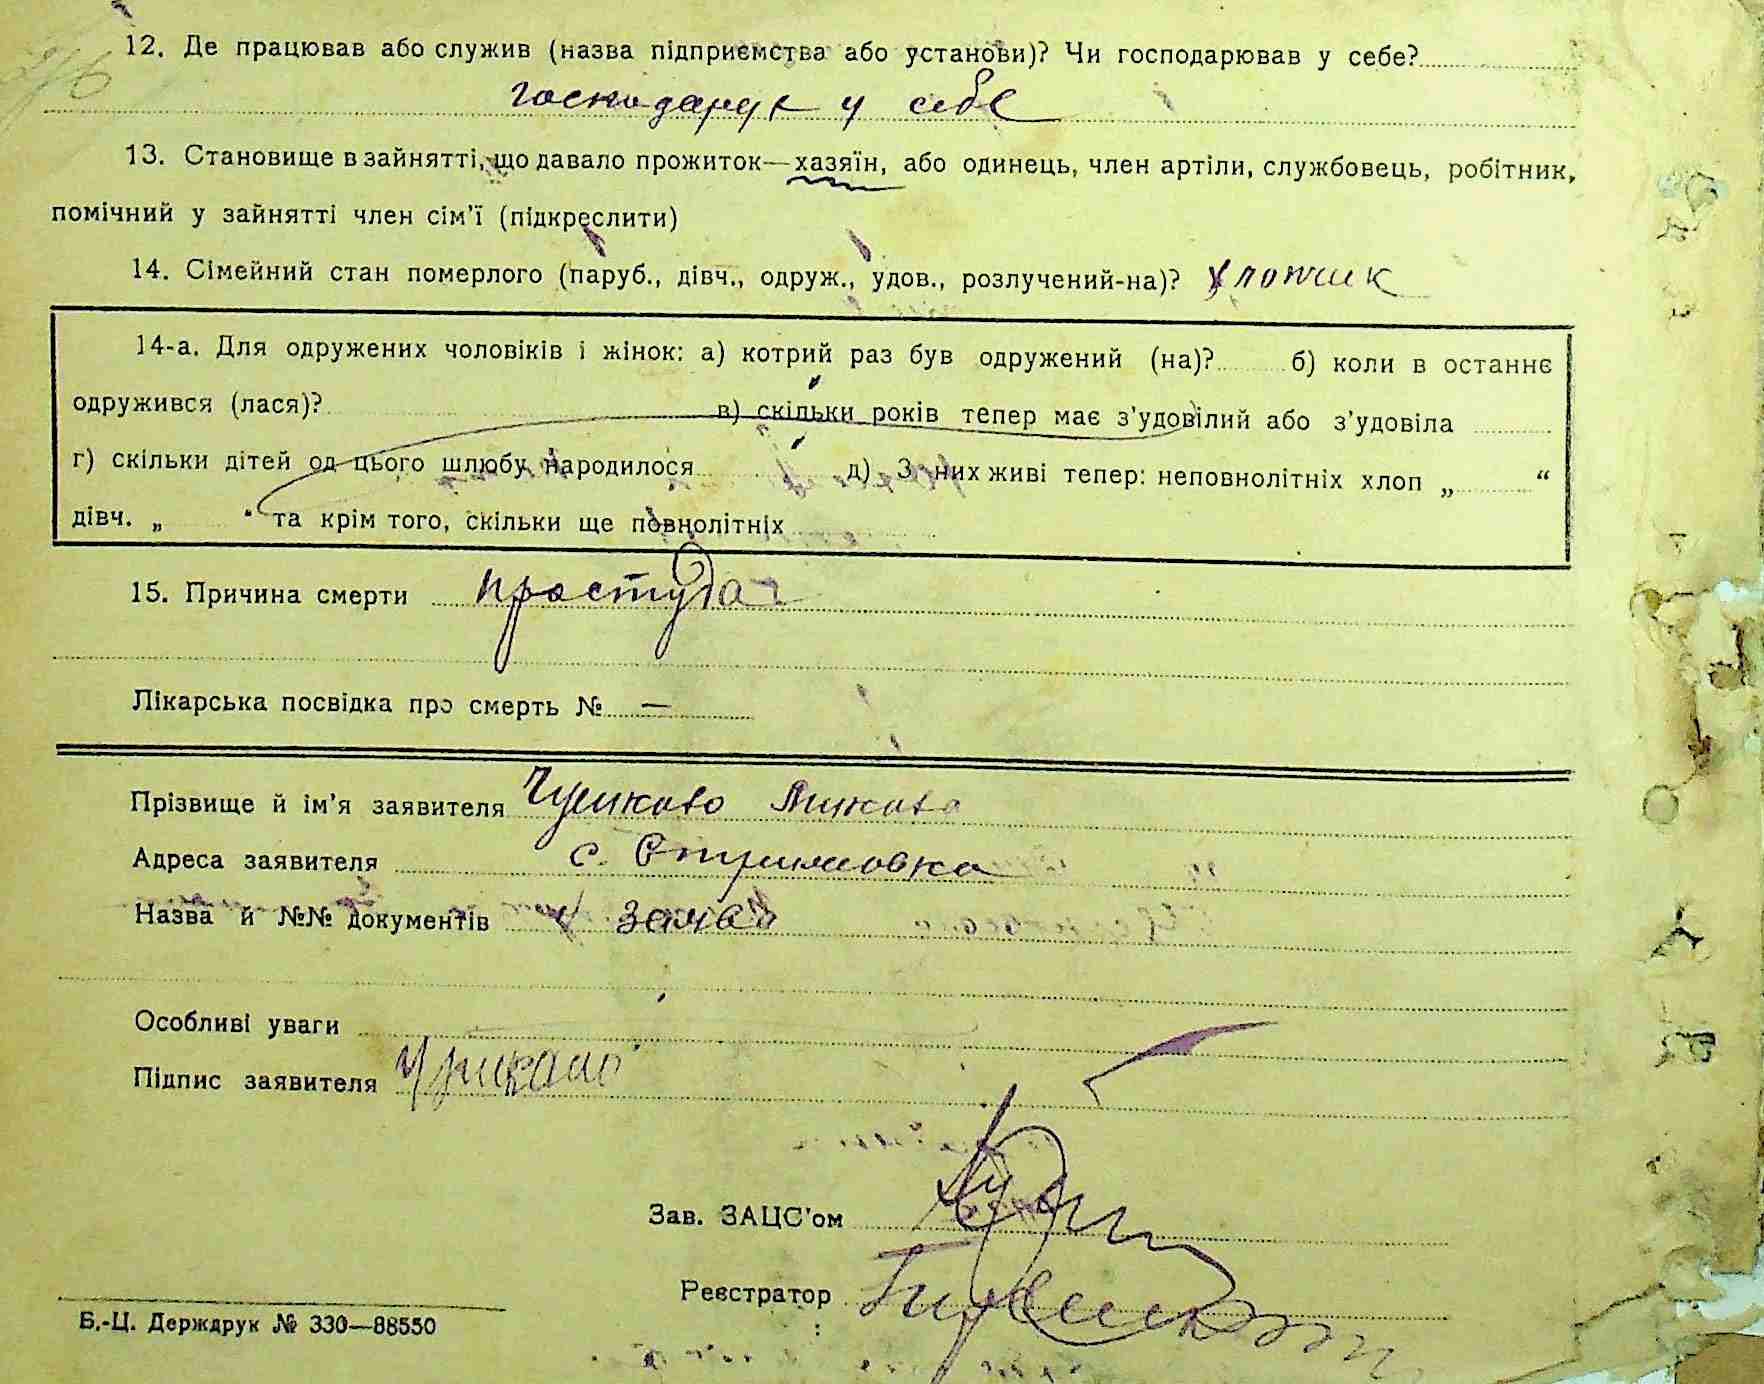 12. Де працював або служив (назва підприємства або установи)? Чи господарював у себе?
господарує у себе
13. Становище в зайнятті, що давало прожиток—хазяїн, або одинець, член артіли, службовець, робітник,
помічний у зайнятті член сім'ї (підкреслити)
14. Сімейний стан померлого (паруб., дівч., одруж., удов., розлучений-на)? хлопчик
14-а. Для одружених чоловіків і жінок: а) котрий раз був одружений (на)? б) коли в останнє
одружився (лася)? в) скільки років тепер має з'удовілий або з'удовіла
г) скільки дітей од цього шлюбу народилося д) З них живі тепер: неповнолітніх хлоп „ “
дівч. „ “ та крім того, скільки ще повнолітніх
15. Причина смерти простуда
Лікарська посвідка про смерть № —
Прізвище й ім'я заявителя
Адреса заявителя с.
Назва й №№ документів
Особливі уваги
Підпис заявителя
Зав. ЗАЦС'ом
Реєстратор
Б.-Ц. Держдрук № 330—88550